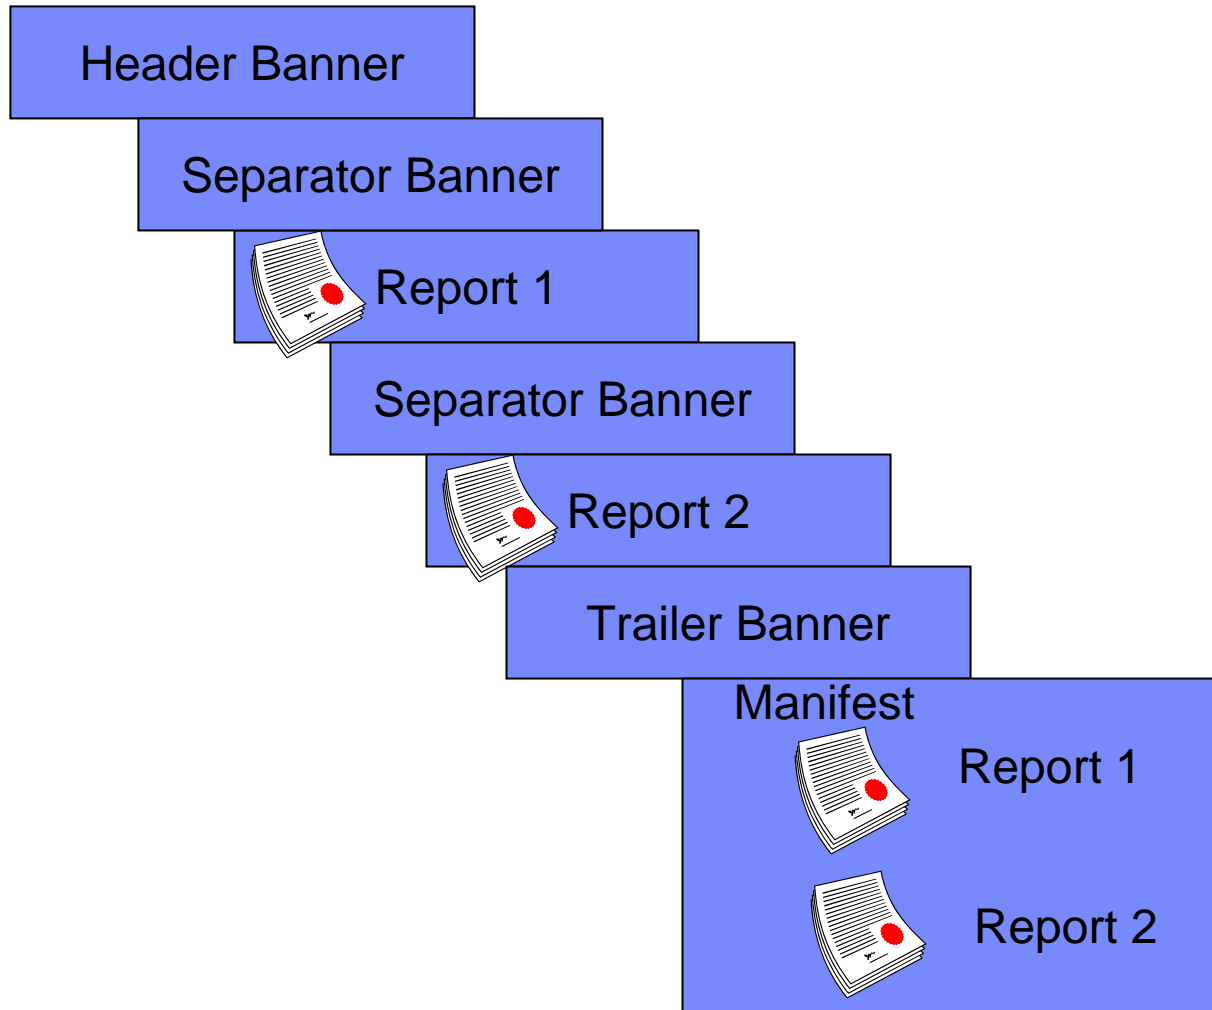 Header Banner
Separator Banner
Report 1
Separator Banner
Report 2
Trailer Banner
Manifest
Report 1
Report 2